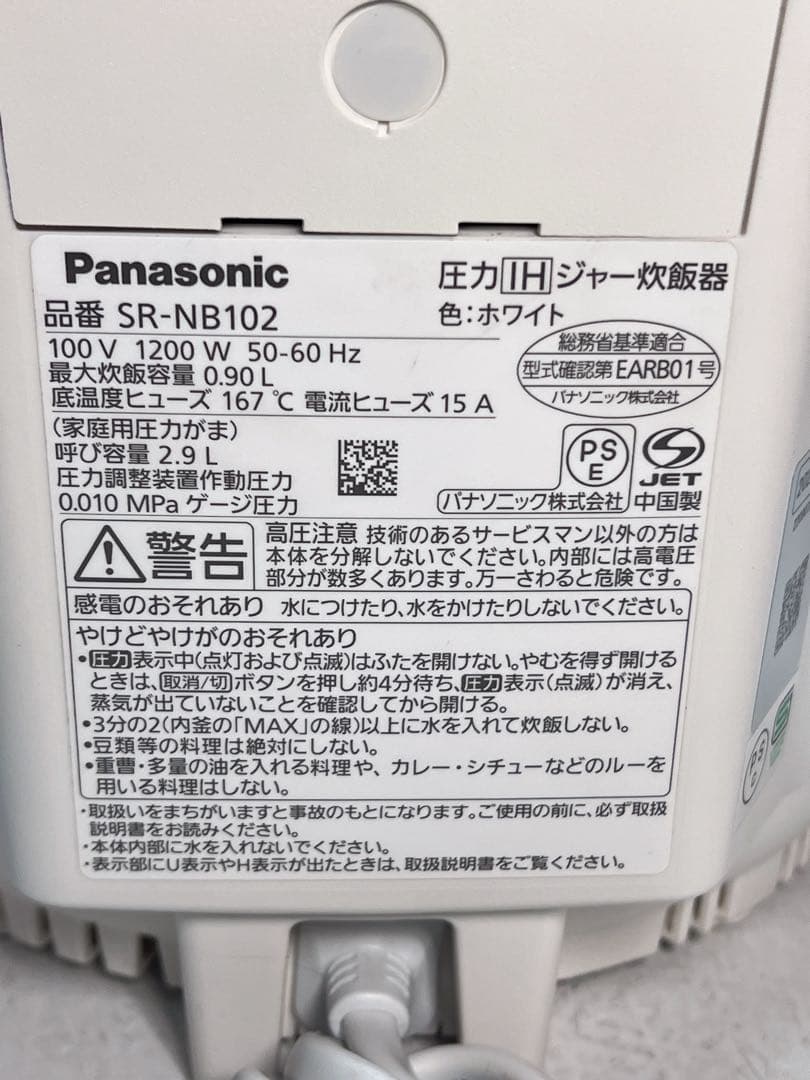 Panasonic
圧力IHジャー炊飯器
品番 SR-NB102
色:ホワイト
100 V 1200 W 50-60 Hz
最大炊飯容量 0.90 L
底温度ヒューズ 167 ℃ 電流ヒューズ 15 A
総務省基準適合
型式確認第 EARB01号
パナソニック株式会社
(家庭用圧力がま)
呼び容量 2.9 L
圧力調整装置作動圧力
0.010 MPa ゲージ圧力
PS
E
JET
パナソニック株式会社 中国製
警告
高圧注意 技術のあるサービスマン以外の方は
本体を分解しないでください。内部には高電圧
部分が数多くあります。万一さわると危険です。
感電のおそれあり 水につけたり、水をかけたりしないでください。
やけどやけがのおそれあり
・圧力表示中(点灯および点滅)はふたを開けない。やむを得ず開ける
ときは、取消/切ボタンを押し約4分待ち、圧力表示(点滅)が消え、
蒸気が出ていないことを確認してから開ける。
・3分の2(内釜の「MAX」の線)以上に水を入れて炊飯しない。
・豆類等の料理は絶対にしない。
・重曹・多量の油を入れる料理や、カレー・シチューなどのルーを
用いる料理はしない。
・取扱いをまちがいますと事故のもとになります。ご使用の前に、必ず取扱
説明書をお読みください。
・本体内部に水を入れないでください。
・表示部にU表示やH表示が出たときは、取扱説明書をご覧ください。
PS